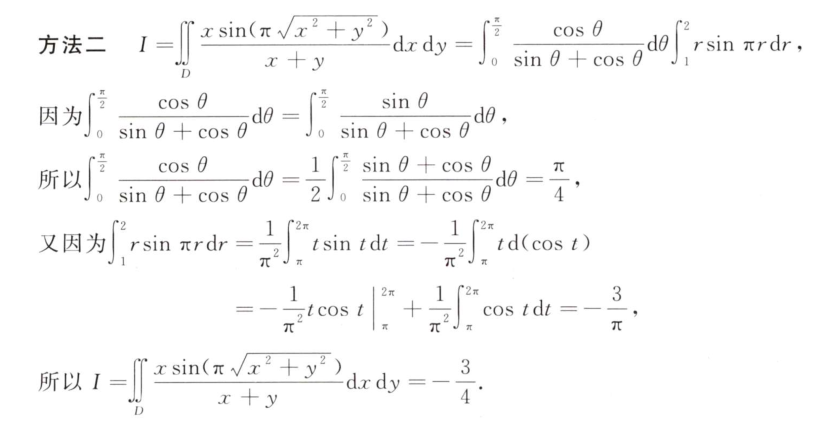 方法二 $I=\iint\limits_{D}\frac{x\sin(\pi\sqrt{x^2+y^2})}{x+y}\mathrm{d}x\,\mathrm{d}y=\int_0^{\frac{\pi}{2}}\frac{\cos\theta}{\sin\theta+\cos\theta}\mathrm{d}\theta\int_1^2 r\sin\pi r\,\mathrm{d}r$，
因为$\int_0^{\frac{\pi}{2}}\frac{\cos\theta}{\sin\theta+\cos\theta}\mathrm{d}\theta=\int_0^{\frac{\pi}{2}}\frac{\sin\theta}{\sin\theta+\cos\theta}\mathrm{d}\theta$，
所以$\int_0^{\frac{\pi}{2}}\frac{\cos\theta}{\sin\theta+\cos\theta}\mathrm{d}\theta=\frac{1}{2}\int_0^{\frac{\pi}{2}}\frac{\sin\theta+\cos\theta}{\sin\theta+\cos\theta}\mathrm{d}\theta=\frac{\pi}{4}$，
又因为$\int_1^2 r\sin\pi r\,\mathrm{d}r=\frac{1}{\pi^2}\int_{\pi}^{2\pi}t\sin t\,\mathrm{d}t=-\frac{1}{\pi^2}\int_{\pi}^{2\pi}t\,\mathrm{d}(\cos t)$
$=-\frac{1}{\pi^2}t\cos t\Big|_{\pi}^{2\pi}+\frac{1}{\pi^2}\int_{\pi}^{2\pi}\cos t\,\mathrm{d}t=-\frac{3}{\pi}$，
所以 $I=\iint\limits_{D}\frac{x\sin(\pi\sqrt{x^2+y^2})}{x+y}\mathrm{d}x\,\mathrm{d}y=-\frac{3}{4}$.